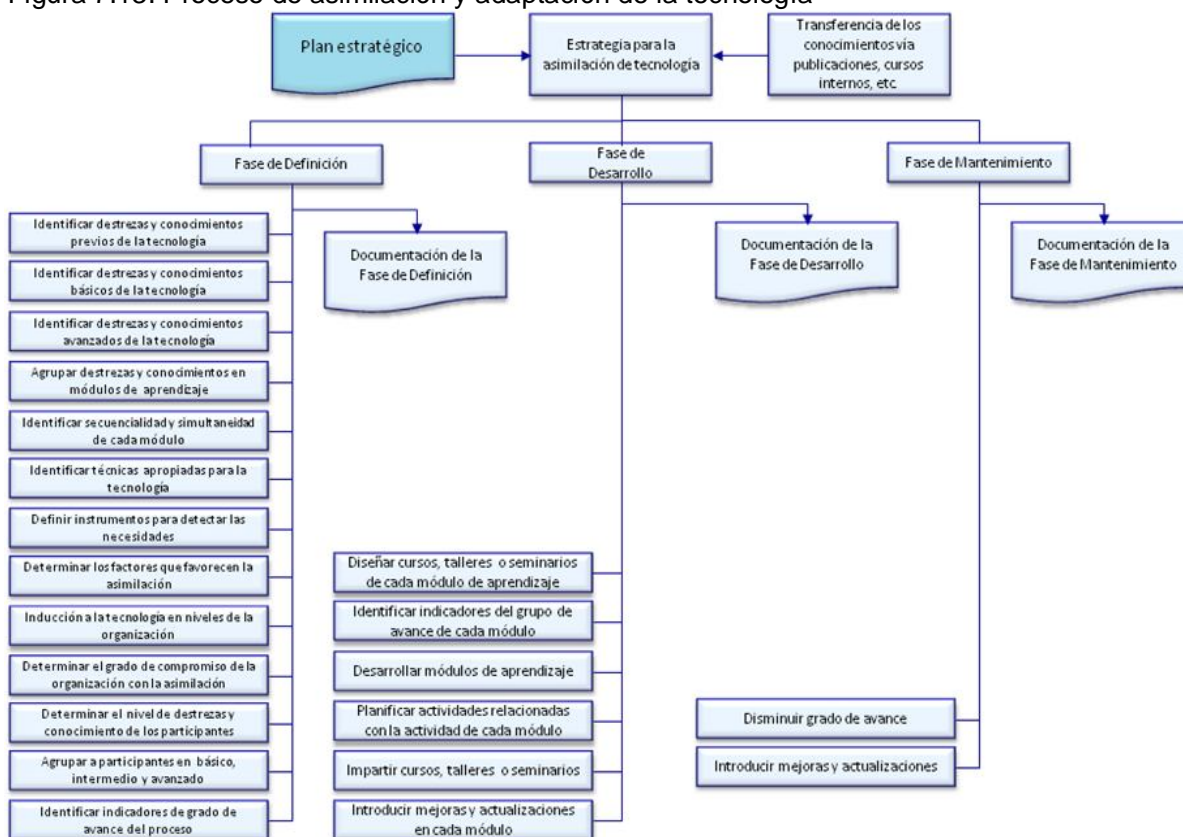 Figura 7.18. Proceso de asimilación y adaptación de la tecnología
Plan estratégico
Estrategia para la
asimilación de tecnología
Transferencia de los
conocimientos vía
publicaciones, cursos
internos, etc
Fase de Definición
Fase de
Desarrollo
Fase de Mantenimiento
Identificar destrezas y conocimientos
previos de la tecnología
Identificar destrezas y conocimientos
básicos de la tecnología
Identificar destrezas y conocimientos
avanzados de la tecnología
Agrupar destrezas y conocimientos en
módulos de aprendizaje
Identificar secuencialidad y simultaneidad
de cada módulo
Identificar técnicas apropiadas para la
tecnología
Definir instrumentos para detectar las
necesidades
Determinar los factores que favorecen la
asimilación
Inducción a la tecnología en niveles de la
organización
Determinar el grado de compromiso de la
organización con la asimilación
Determinar el nivel de destrezas y
conocimiento de los participantes
Agrupar a participantes en básico,
intermedio y avanzado
Identificar indicadores de grado de
avance del proceso
Documentación de la
Fase de Definición
Diseñar cursos, talleres o seminarios
de cada módulo de aprendizaje
Identificar indicadores del grupo de
avance de cada módulo
Desarrollar módulos de aprendizaje
Planificar actividades relacionadas
con la actividad de cada módulo
Impartir cursos, talleres o seminarios
Introducir mejoras y actualizaciones
en cada módulo
Documentación de la
Fase de Desarrollo
Documentación de la
Fase de Mantenimiento
Disminuir grado de avance
Introducir mejoras y actualizaciones